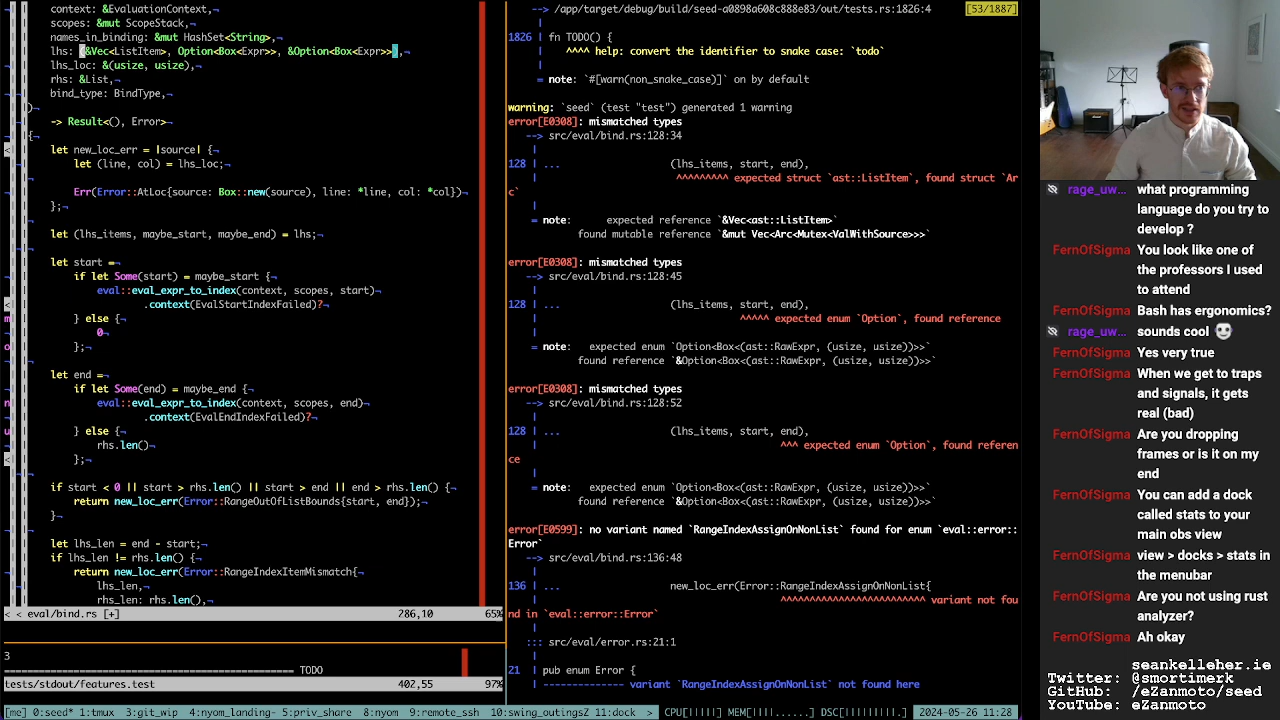 context: &EvaluationContext,¬
scopes: &mut ScopeStack,¬
names_in_binding: &mut HashSet<String>,¬
lhs: (&Vec<ListItem>, Option<Box<Expr>>, &Option<Box<Expr>>),¬
lhs_loc: &(usize, usize),¬
rhs: &List,¬
bind_type: BindType,¬
)¬
-> Result<(), Error>¬
{¬
let new_loc_err = |source| {¬
let (line, col) = lhs_loc;¬
¬
Err(Error::AtLoc{source: Box::new(source), line: *line, col: *col})¬
};¬
¬
let (lhs_items, maybe_start, maybe_end) = lhs;¬
¬
let start =¬
if let Some(start) = maybe_start {¬
eval::eval_expr_to_index(context, scopes, start)¬
.context(EvalStartIndexFailed)?¬
} else {¬
0¬
};¬
¬
let end =¬
if let Some(end) = maybe_end {¬
eval::eval_expr_to_index(context, scopes, end)¬
.context(EvalEndIndexFailed)?¬
} else {¬
rhs.len()¬
};¬
¬
if start < 0 || start > rhs.len() || start > end || end > rhs.len() {¬
return new_loc_err(Error::RangeOutOfListBounds{start, end});¬
}¬
¬
let lhs_len = end - start;¬
if lhs_len != rhs.len() {¬
return new_loc_err(Error::RangeIndexItemMismatch{¬
lhs_len,¬
rhs_len: rhs.len(),¬
< < eval/bind.rs [+] 286,10 65%
3
================================================ TODO
tests/stdout/features.test 402,55 97%
--> /app/target/debug/build/seed-a0898a608c888e83/out/tests.rs:1826:4 [53/1887]
|
1826 | fn TODO() {
| ^^^^ help: convert the identifier to snake case: `todo`
|
= note: `#[warn(non_snake_case)]` on by default
warning: `seed` (test "test") generated 1 warning
error[E0308]: mismatched types
--> src/eval/bind.rs:128:34
|
128 | ... (lhs_items, start, end),
| ^^^^^^^^^ expected struct `ast::ListItem`, found struct `Ar
c`
|
= note: expected reference `&Vec<ast::ListItem>`
found mutable reference `&mut Vec<Arc<Mutex<ValWithSource>>>`
error[E0308]: mismatched types
--> src/eval/bind.rs:128:45
|
128 | ... (lhs_items, start, end),
| ^^^^^ expected enum `Option`, found reference
|
= note: expected enum `Option<Box<(ast::RawExpr, (usize, usize))>>`
found reference `&Option<Box<(ast::RawExpr, (usize, usize))>>`
error[E0308]: mismatched types
--> src/eval/bind.rs:128:52
|
128 | ... (lhs_items, start, end),
| ^^^ expected enum `Option`, found referen
ce
|
= note: expected enum `Option<Box<(ast::RawExpr, (usize, usize))>>`
found reference `&Option<Box<(ast::RawExpr, (usize, usize))>>`
error[E0599]: no variant named `RangeIndexAssignOnNonList` found for enum `eval::error::
Error`
--> src/eval/bind.rs:136:48
|
136 | ... new_loc_err(Error::RangeIndexAssignOnNonList{
| ^^^^^^^^^^^^^^^^^^^^^^^^^ variant not fou
nd in `eval::error::Error`
|
::: src/eval/error.rs:21:1
|
21 | pub enum Error {
| -------------- variant `RangeIndexAssignOnNonList` not found here
[me] 0:seed* 1:tmux 3:git_wip 4:nyom_landing- 5:priv_share 8:nyom 9:remote_ssh 10:swing_outingsZ 11:dock > CPU[|||||] MEM[||||......] DSC[||||||||.] 2024-05-26 11:28
rage_uw... what programming
language do you try to
develop ?
FernOfSigma You look like one of
the professors I used
to attend
FernOfSigma Bash has ergonomics?
rage_uw... sounds cool
FernOfSigma Yes very true
FernOfSigma When we get to traps
and signals, it gets
real (bad)
FernOfSigma Are you dropping
frames or is it on my
end
FernOfSigma You can add a dock
called stats to your
main obs view
FernOfSigma view > docks > stats in
the menubar
FernOfSigma Are you not using rust
analyzer?
FernOfSigma Ah okay
seankelleher.ie
Twitter: @smortaco
GitHub: /ezanmoto/seed